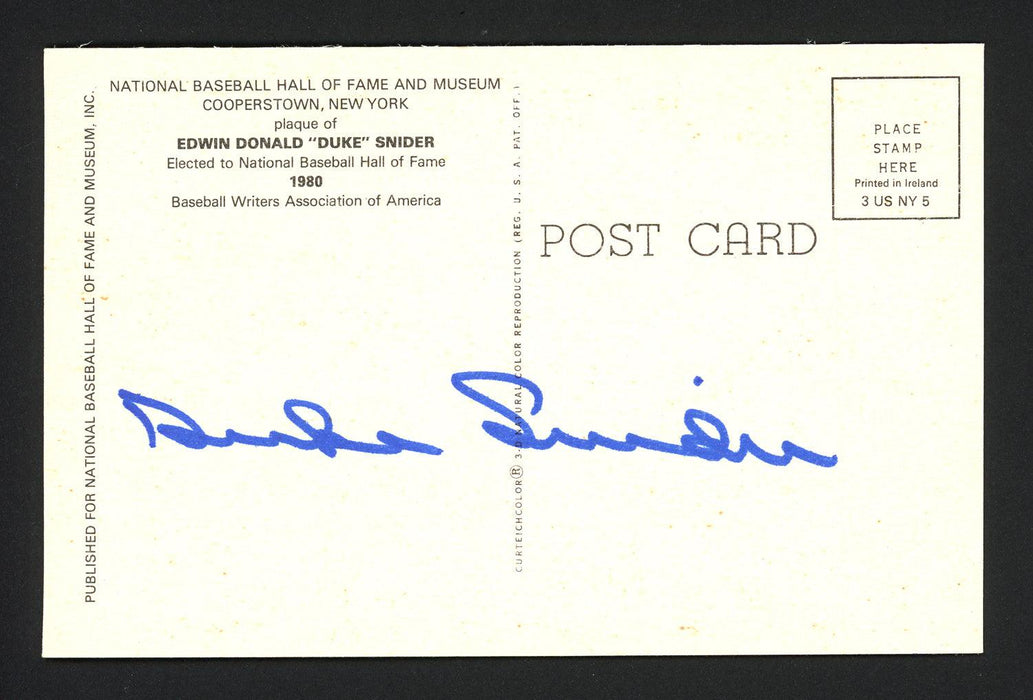 NATIONAL BASEBALL HALL OF FAME AND MUSEUM
COOPERSTOWN, NEW YORK
plaque of
EDWIN DONALD "DUKE" SNIDER
Elected to National Baseball Hall of Fame
1980
Baseball Writers Association of America
PUBLISHED FOR NATIONAL BASEBALL HALL OF FAME AND MUSEUM, INC.
CURTEICHCOLOR® 3-D NATURAL COLOR REPRODUCTION (REG. U. S. A. PAT. OFF.)
POST CARD
PLACE
STAMP
HERE
Printed in Ireland
3 US NY 5
Duke Snider